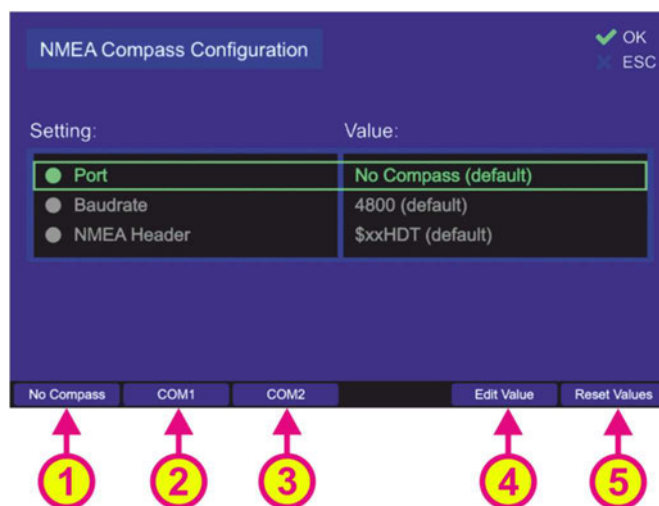 NMEA Compass Configuration
OK
ESC
Setting: Value:
Port No Compass (default)
Baudrate 4800 (default)
NMEA Header $xxHDT (default)
No Compass COM1 COM2 Edit Value Reset Values
1 2 3 4 5